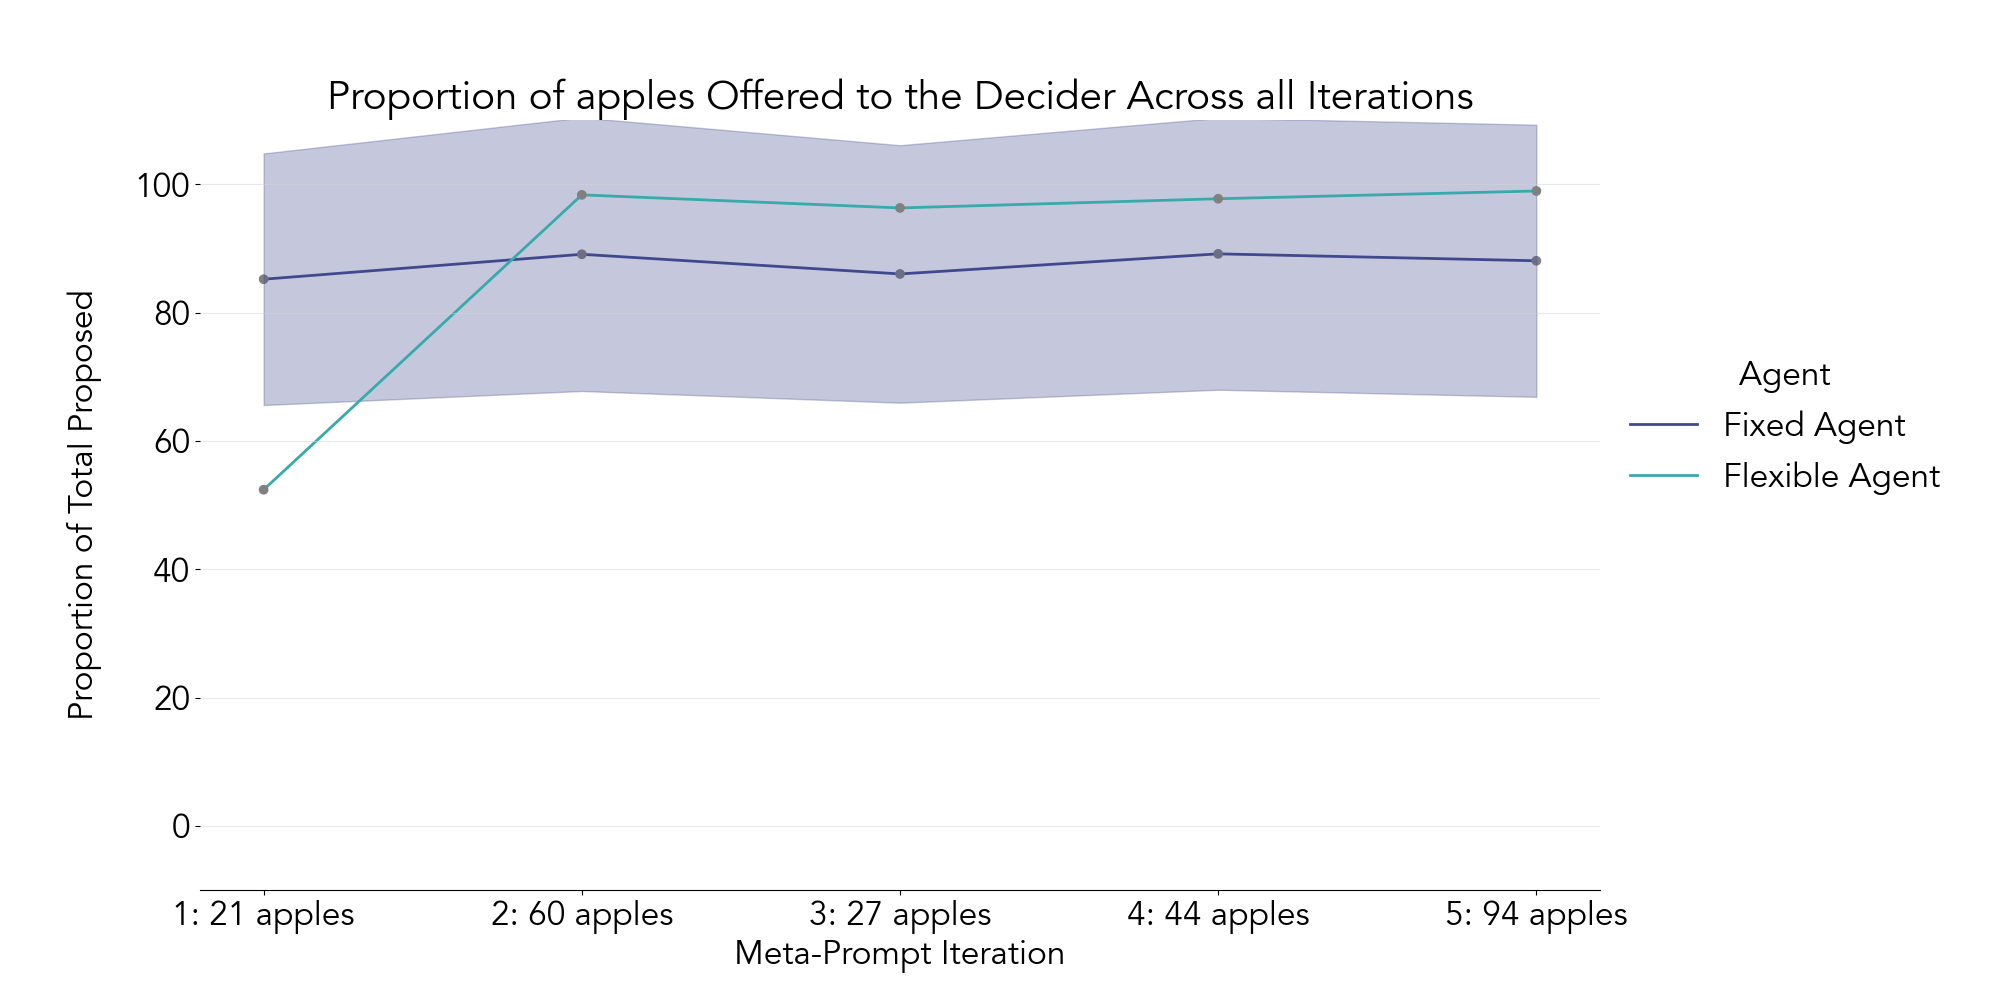 Proportion of apples Offered to the Decider Across all Iterations
Proportion of Total Proposed
100
80
60
40
20
0
1: 21 apples
2: 60 apples
3: 27 apples
4: 44 apples
5: 94 apples
Meta-Prompt Iteration
Agent
Fixed Agent
Flexible Agent